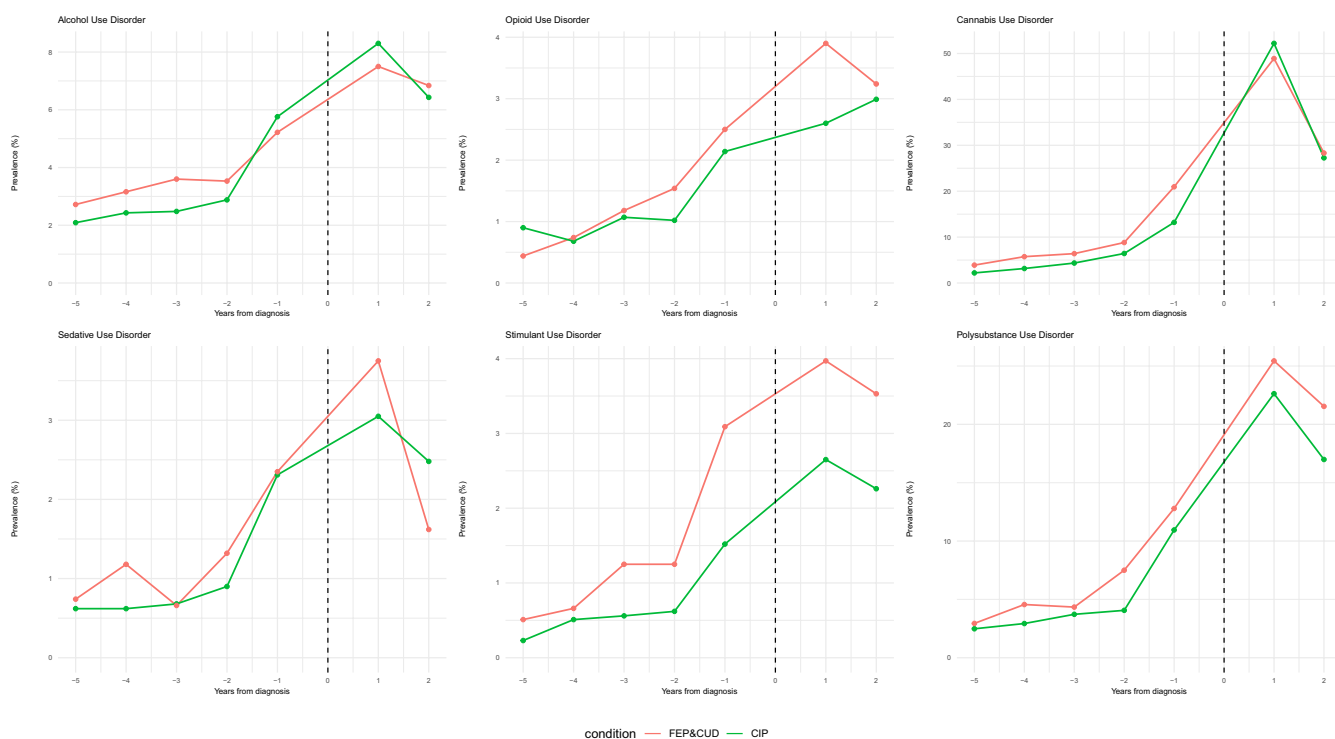 Alcohol Use Disorder
Prevalence (%)
8
6
4
2
0
−5 −4 −3 −2 −1 0 1 2
Years from diagnosis
Opioid Use Disorder
Prevalence (%)
4
3
2
1
0
−5 −4 −3 −2 −1 0 1 2
Years from diagnosis
Cannabis Use Disorder
Prevalence (%)
50
40
30
20
10
0
−5 −4 −3 −2 −1 0 1 2
Years from diagnosis
Sedative Use Disorder
Prevalence (%)
3
2
1
0
−5 −4 −3 −2 −1 0 1 2
Years from diagnosis
Stimulant Use Disorder
Prevalence (%)
4
3
2
1
0
−5 −4 −3 −2 −1 0 1 2
Years from diagnosis
Polysubstance Use Disorder
Prevalence (%)
20
10
0
−5 −4 −3 −2 −1 0 1 2
Years from diagnosis
condition FEP&CUD CIP